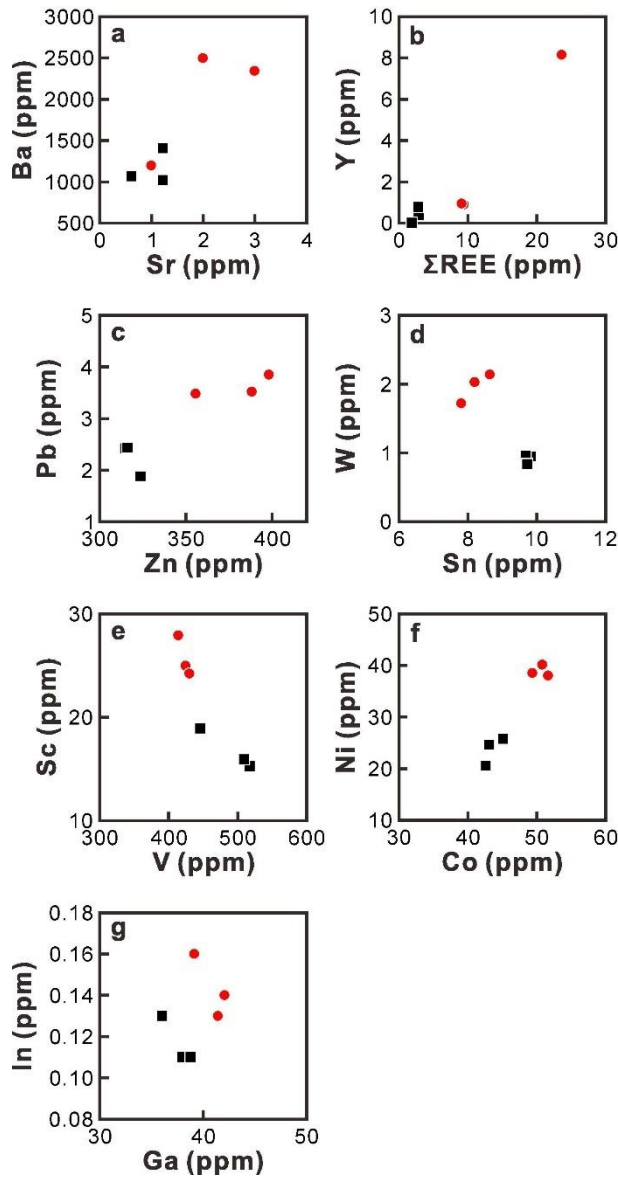 a
3000
2500
2000
1500
1000
500
Ba (ppm)
0
1
2
3
4
Sr (ppm)
b
10
8
6
4
2
0
Y (ppm)
0
10
20
30
ΣREE (ppm)
c
5
4
3
2
1
Pb (ppm)
300
350
400
Zn (ppm)
d
3
2
1
0
W (ppm)
6
8
10
12
Sn (ppm)
e
30
20
10
Sc (ppm)
300
400
500
600
V (ppm)
f
50
40
30
20
10
Ni (ppm)
30
40
50
60
Co (ppm)
g
0.18
0.16
0.14
0.12
0.10
0.08
In (ppm)
30
40
50
Ga (ppm)